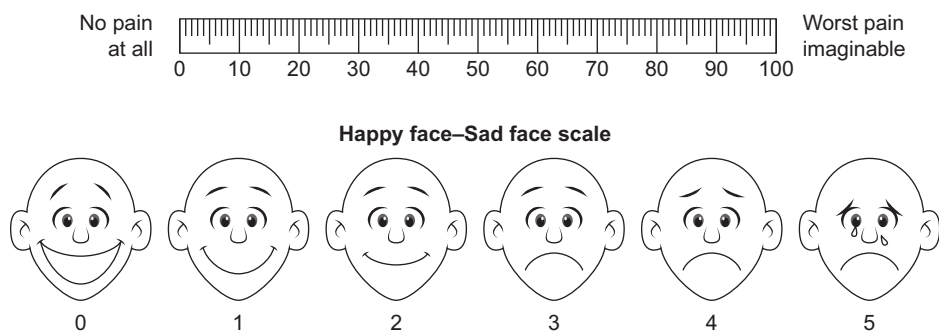 No pain
at all
Worst pain
imaginable
0 10 20 30 40 50 60 70 80 90 100
Happy face–Sad face scale
0 1 2 3 4 5